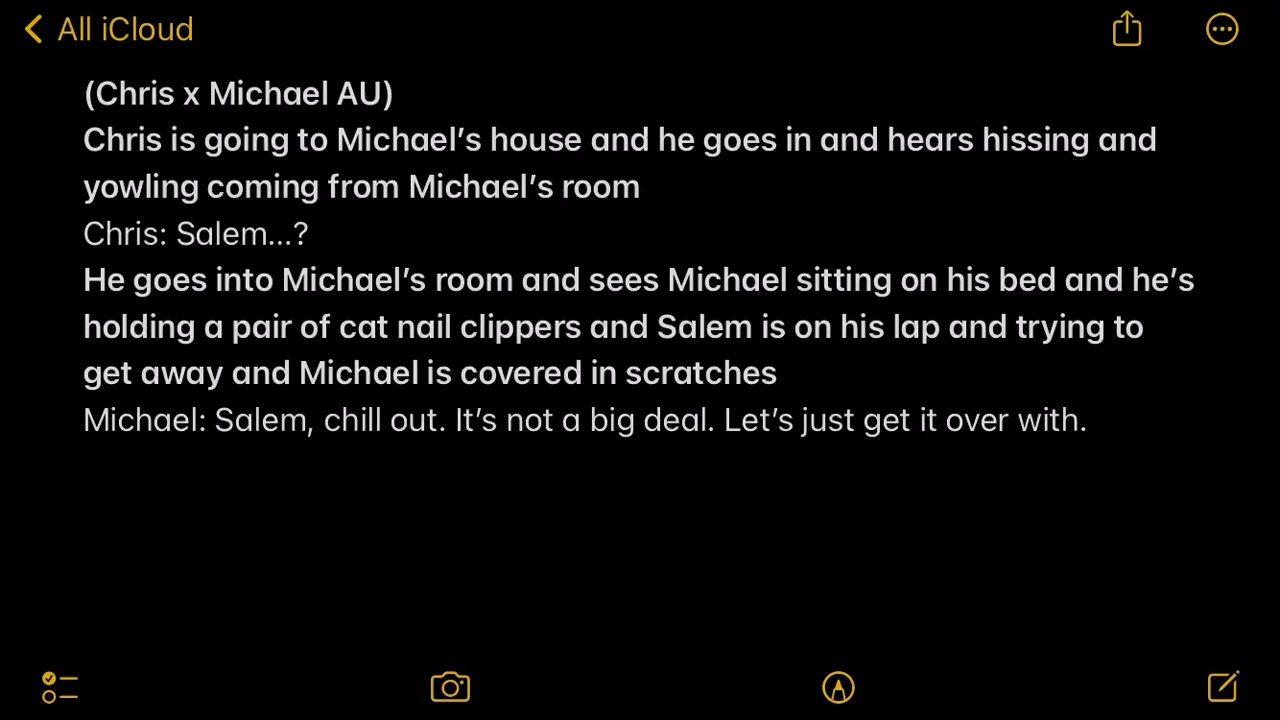 All iCloud
(Chris x Michael AU)
Chris is going to Michael’s house and he goes in and hears hissing and
yowling coming from Michael’s room
Chris: Salem...?
He goes into Michael’s room and sees Michael sitting on his bed and he’s
holding a pair of cat nail clippers and Salem is on his lap and trying to
get away and Michael is covered in scratches
Michael: Salem, chill out. It’s not a big deal. Let’s just get it over with.